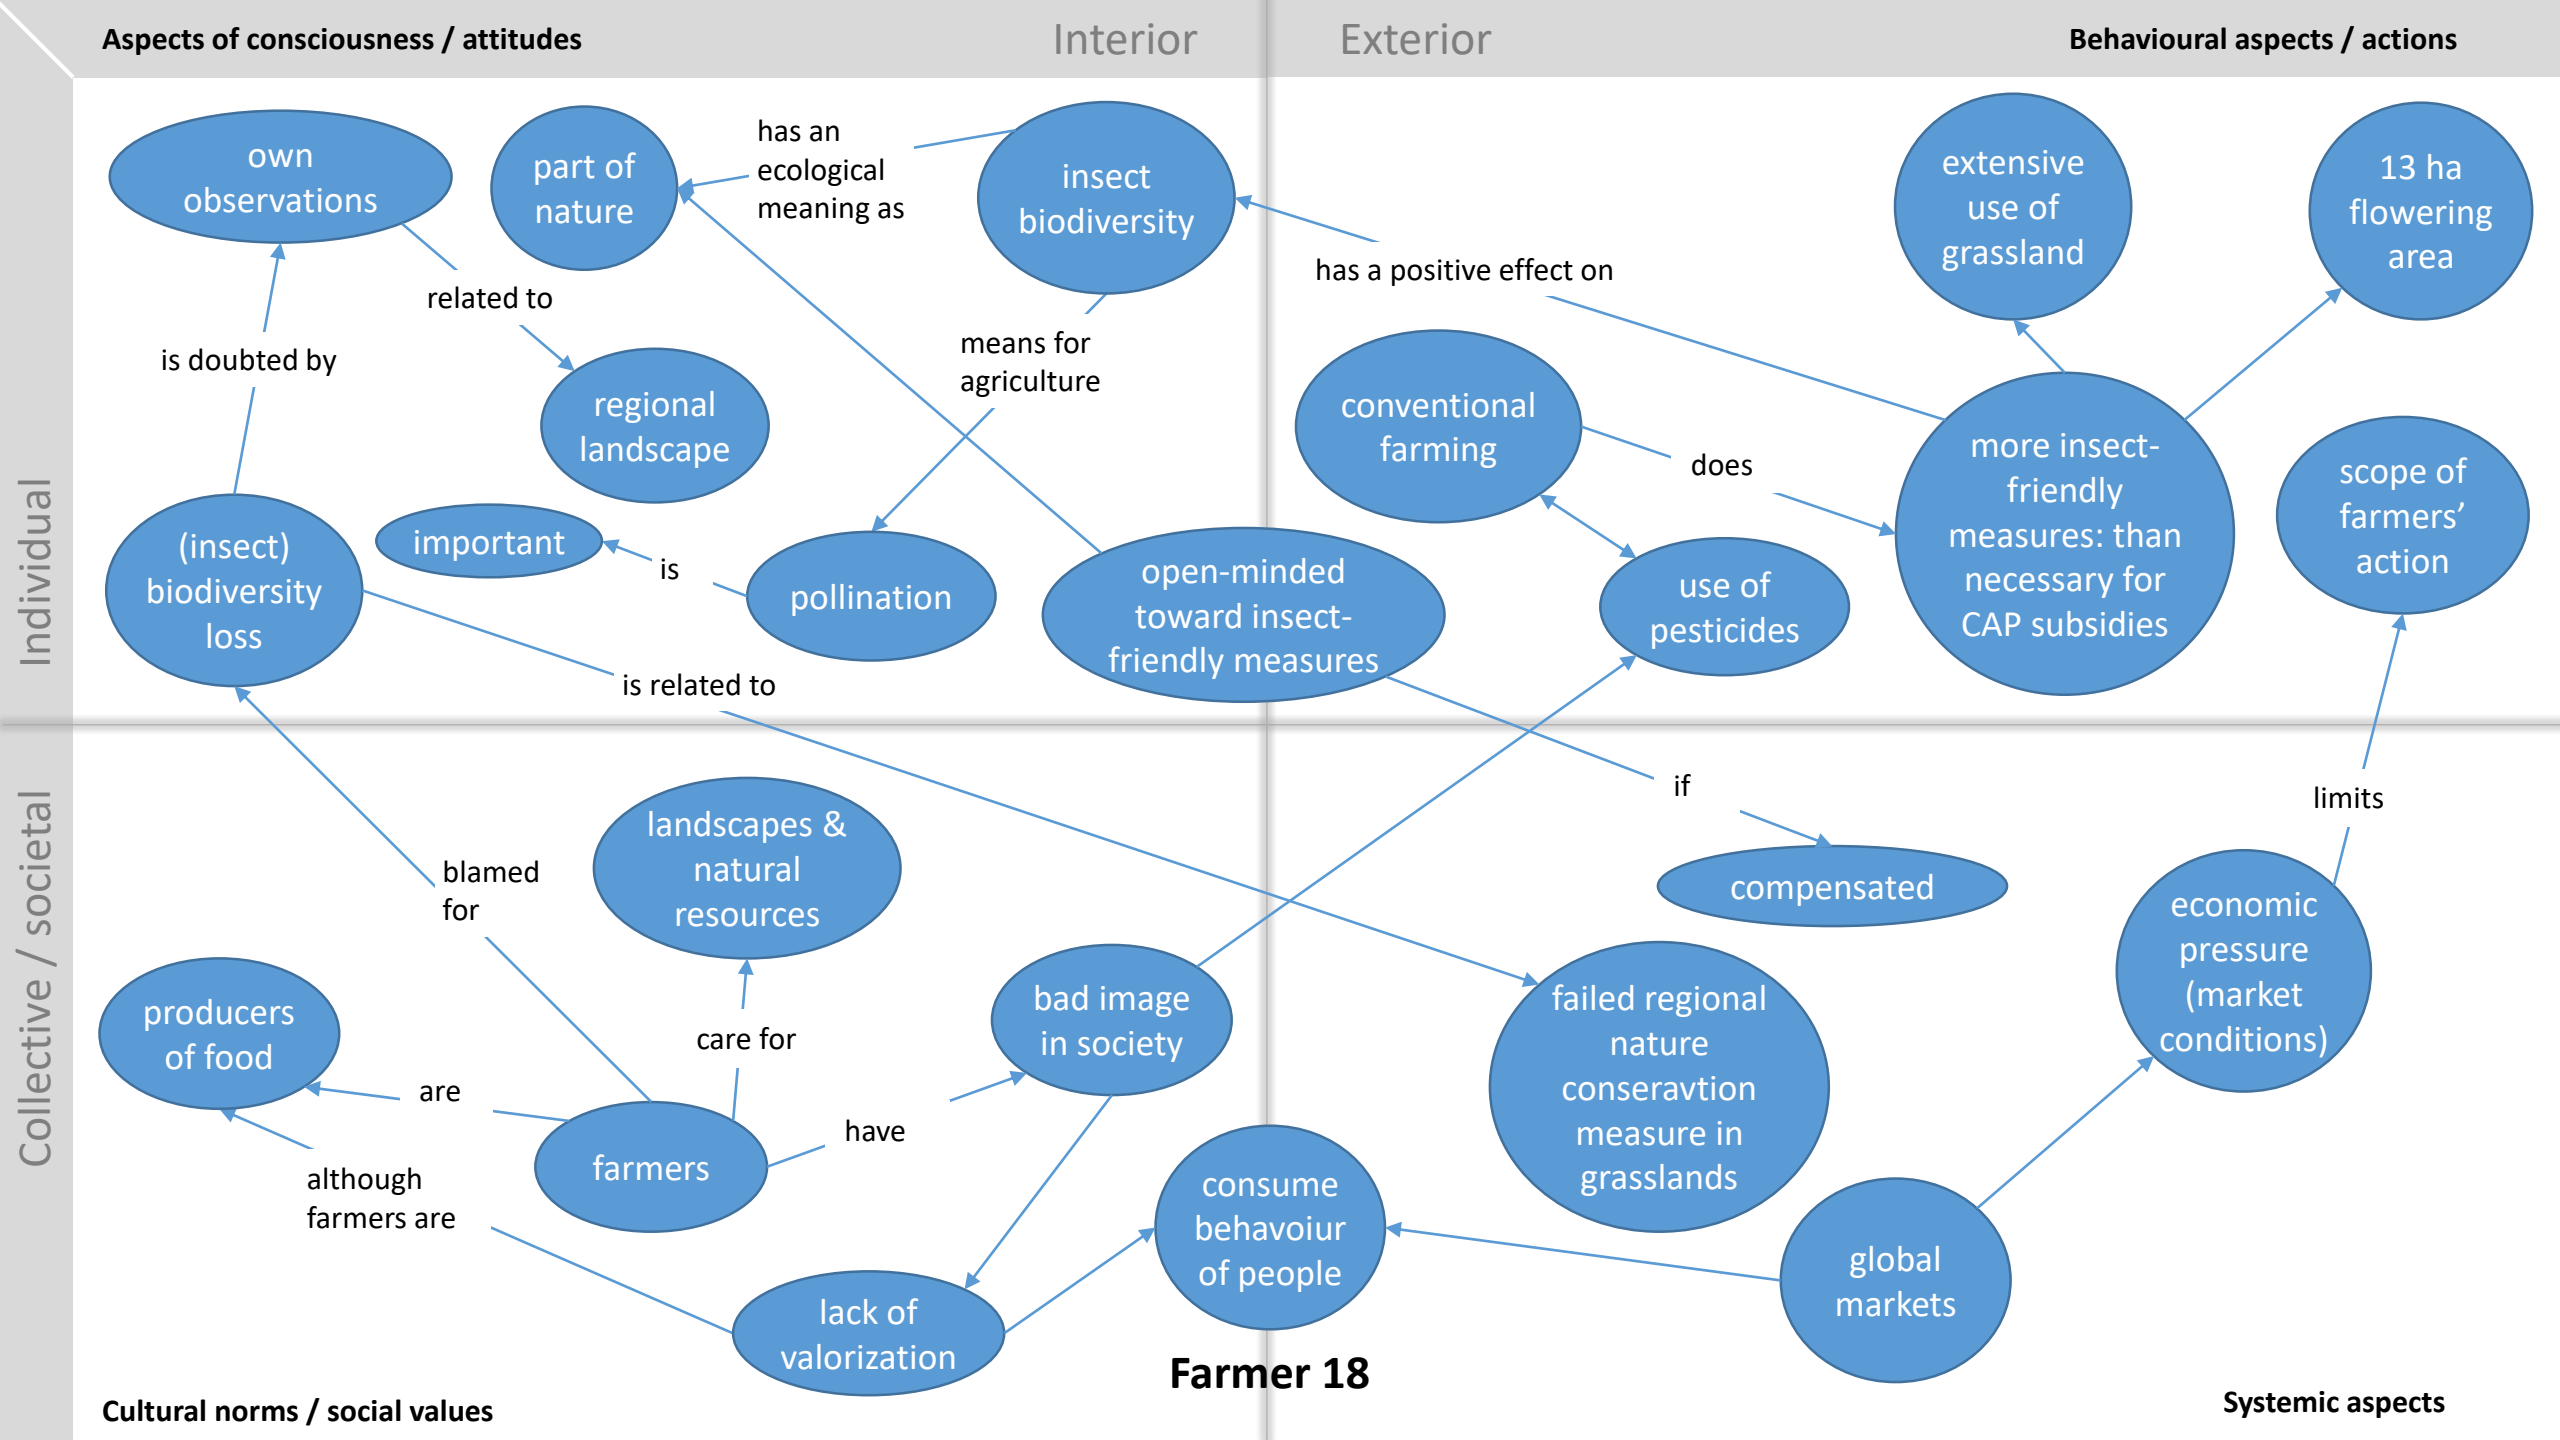 Aspects of consciousness / attitudes
Interior
Exterior
Behavioural aspects / actions
Individual
Collective / societal
own
observations
part of
nature
has an
ecological
meaning as
insect
biodiversity
extensive
use of
grassland
13 ha
flowering
area
has a positive effect on
related to
is doubted by
means for
agriculture
regional
landscape
conventional
farming
does
more insect-
friendly
measures: than
necessary for
CAP subsidies
scope of
farmers’
action
(insect)
biodiversity
loss
important
is
pollination
open-minded
toward insect-
friendly measures
use of
pesticides
is related to
if
limits
landscapes &
natural
resources
blamed
for
compensated
economic
pressure
(market
conditions)
producers
of food
care for
bad image
in society
failed regional
nature
conseravtion
measure in
grasslands
are
have
farmers
although
farmers are
consume
behavoiur
of people
global
markets
lack of
valorization
Farmer 18
Cultural norms / social values
Systemic aspects